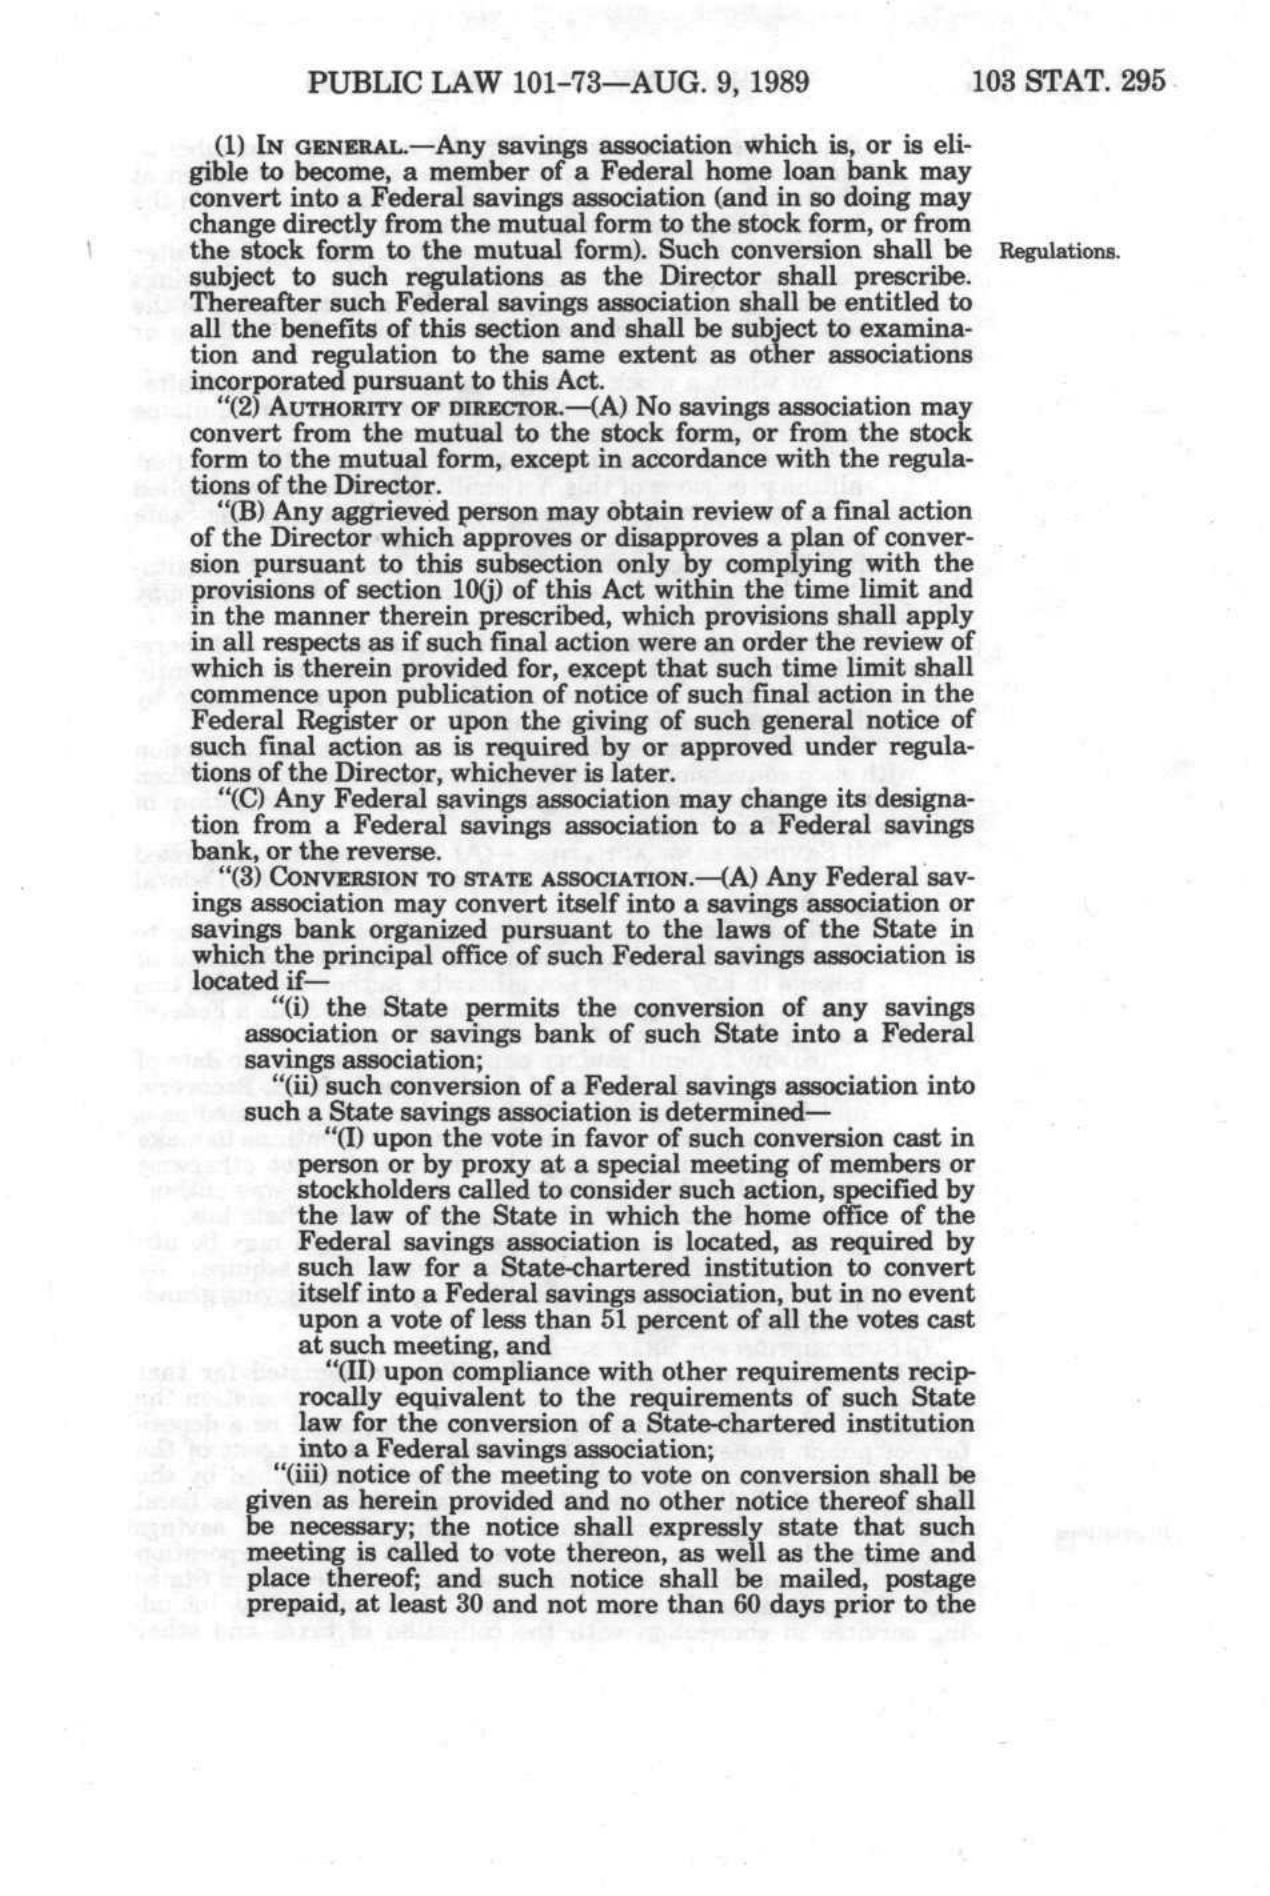 PUBLIC LAW 101–73—AUG. 9, 1989 103 STAT. 295
(1) IN GENERAL.—Any savings association which is, or is eli-
gible to become, a member of a Federal home loan bank may
convert into a Federal savings association (and in so doing may
change directly from the mutual form to the stock form, or from
the stock form to the mutual form). Such conversion shall be
Regulations.
subject to such regulations as the Director shall prescribe.
Thereafter such Federal savings association shall be entitled to
all the benefits of this section and shall be subject to examina-
tion and regulation to the same extent as other associations
incorporated pursuant to this Act.
“(2) AUTHORITY OF DIRECTOR.—(A) No savings association may
convert from the mutual to the stock form, or from the stock
form to the mutual form, except in accordance with the regula-
tions of the Director.
“(B) Any aggrieved person may obtain review of a final action
of the Director which approves or disapproves a plan of conver-
sion pursuant to this subsection only by complying with the
provisions of section 10(j) of this Act within the time limit and
in the manner therein prescribed, which provisions shall apply
in all respects as if such final action were an order the review of
which is therein provided for, except that such time limit shall
commence upon publication of notice of such final action in the
Federal Register or upon the giving of such general notice of
such final action as is required by or approved under regula-
tions of the Director, whichever is later.
“(C) Any Federal savings association may change its designa-
tion from a Federal savings association to a Federal savings
bank, or the reverse.
“(3) CONVERSION TO STATE ASSOCIATION.—(A) Any Federal sav-
ings association may convert itself into a savings association or
savings bank organized pursuant to the laws of the State in
which the principal office of such Federal savings association is
located if—
“(i) the State permits the conversion of any savings
association or savings bank of such State into a Federal
savings association;
“(ii) such conversion of a Federal savings association into
such a State savings association is determined—
“(I) upon the vote in favor of such conversion cast in
person or by proxy at a special meeting of members or
stockholders called to consider such action, specified by
the law of the State in which the home office of the
Federal savings association is located, as required by
such law for a State-chartered institution to convert
itself into a Federal savings association, but in no event
upon a vote of less than 51 percent of all the votes cast
at such meeting, and
“(II) upon compliance with other requirements recip-
rocally equivalent to the requirements of such State
law for the conversion of a State-chartered institution
into a Federal savings association;
“(iii) notice of the meeting to vote on conversion shall be
given as herein provided and no other notice thereof shall
be necessary; the notice shall expressly state that such
meeting is called to vote thereon, as well as the time and
place thereof; and such notice shall be mailed, postage
prepaid, at least 30 and not more than 60 days prior to the